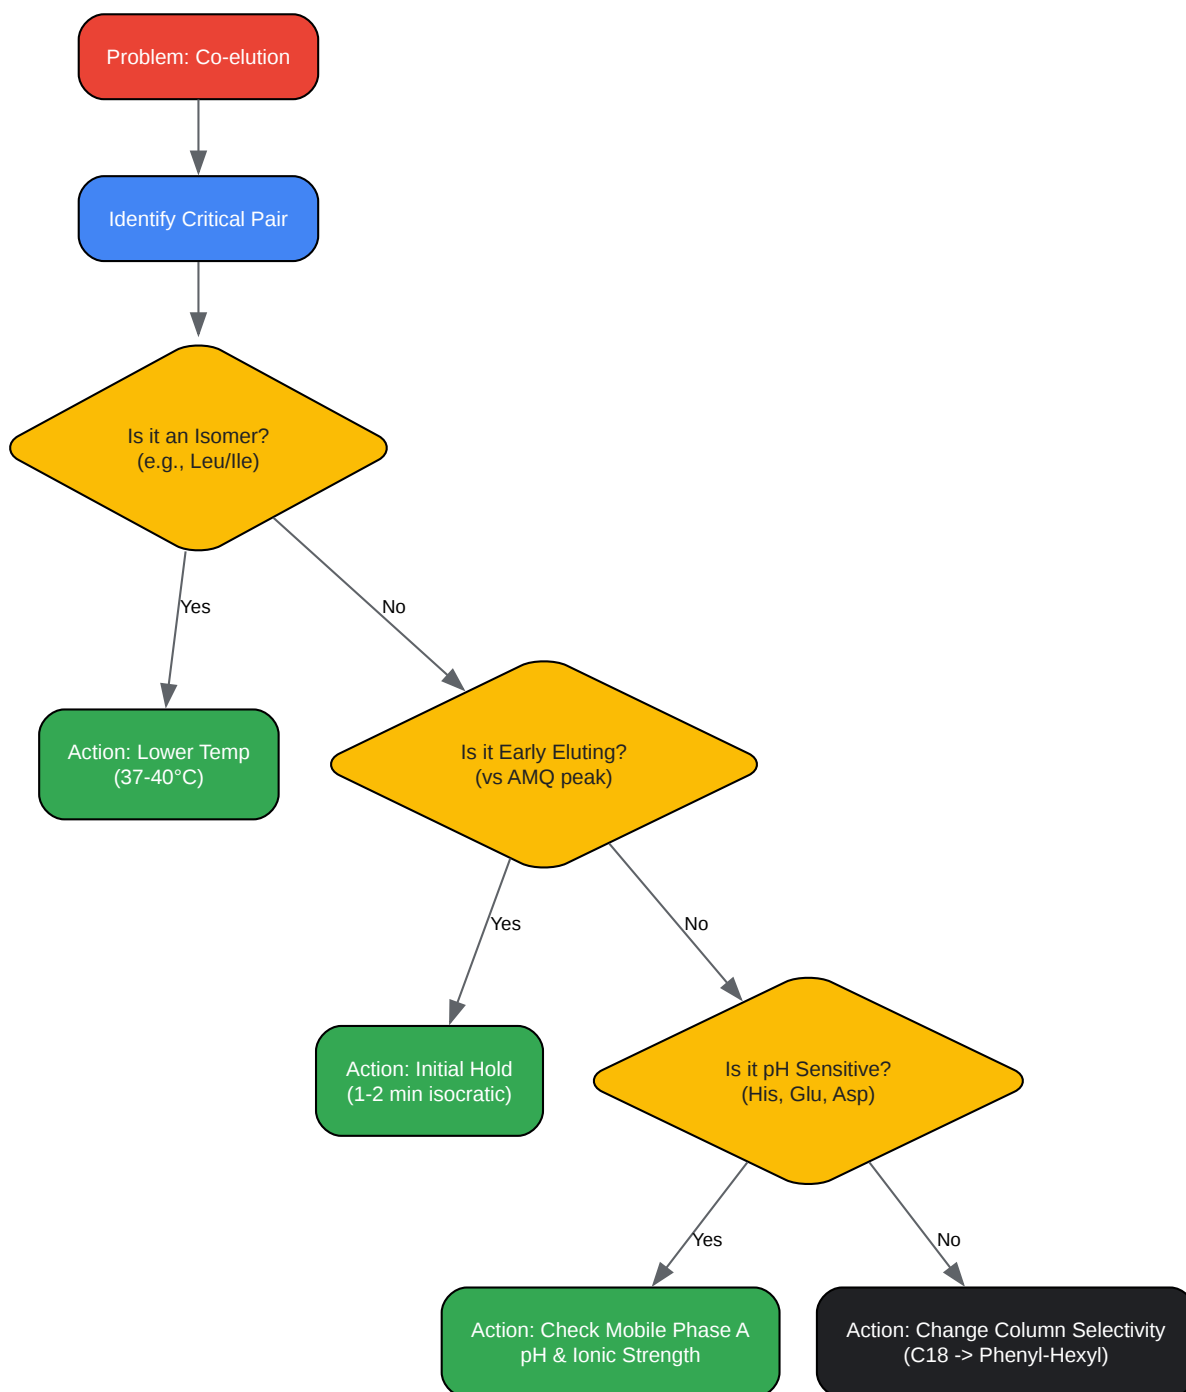 Problem: Co-elution
Identify Critical Pair
Is it an Isomer?
(e.g., Leu/Ile)
Yes
No
Action: Lower Temp
(37-40°C)
Is it Early Eluting?
(vs AMQ peak)
Yes
No
Action: Initial Hold
(1-2 min isocratic)
Is it pH Sensitive?
(His, Glu, Asp)
Yes
No
Action: Check Mobile Phase A
pH & Ionic Strength
Action: Change Column Selectivity
(C18 -> Phenyl-Hexyl)